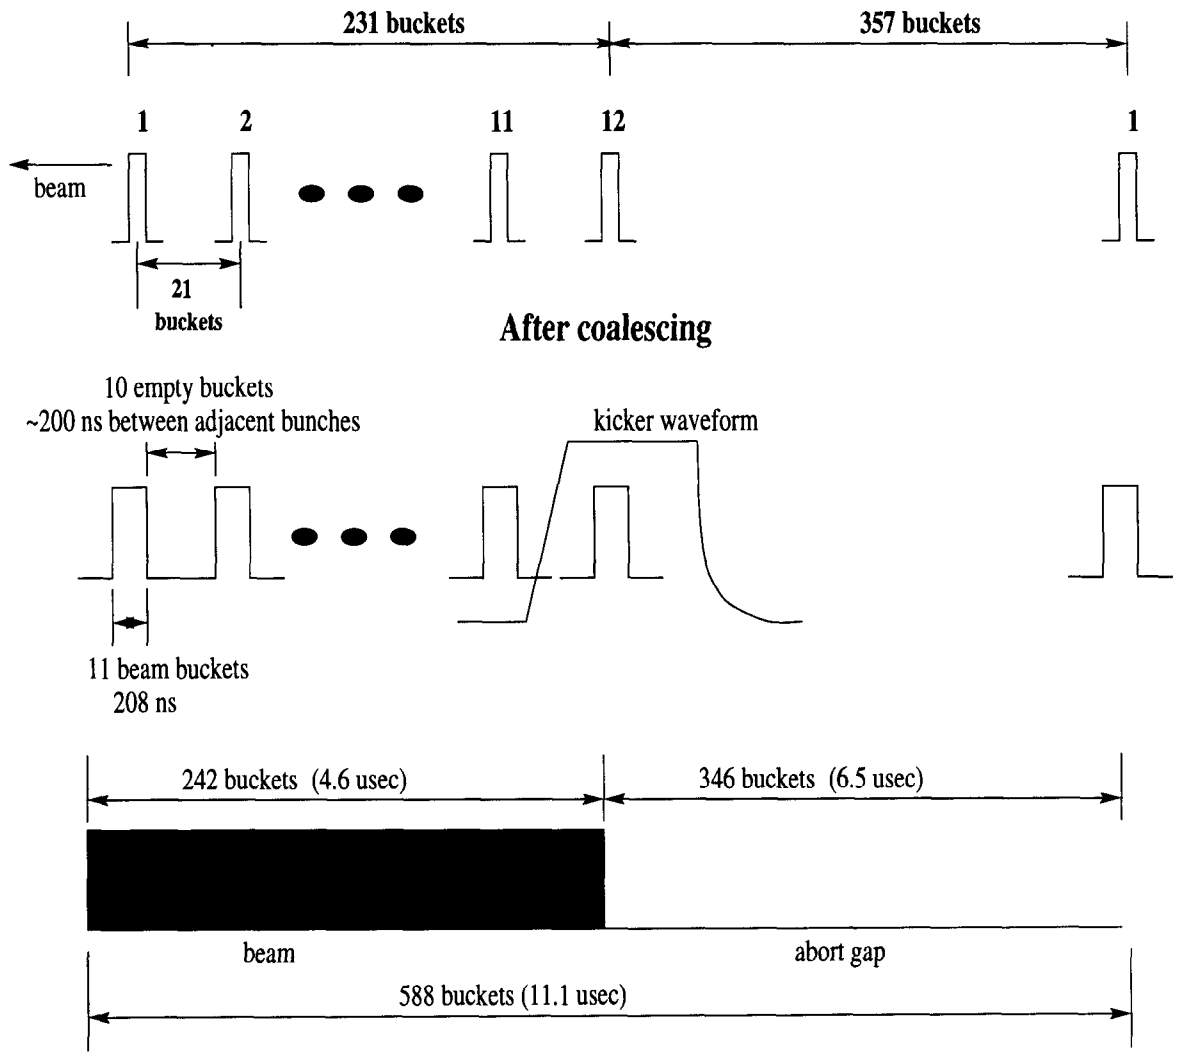 231 buckets
357 buckets
1
2
11
12
1
beam
21
buckets
After coalescing
10 empty buckets
~200 ns between adjacent bunches
kicker waveform
11 beam buckets
208 ns
242 buckets (4.6 usec)
346 buckets (6.5 usec)
beam
abort gap
588 buckets (11.1 usec)